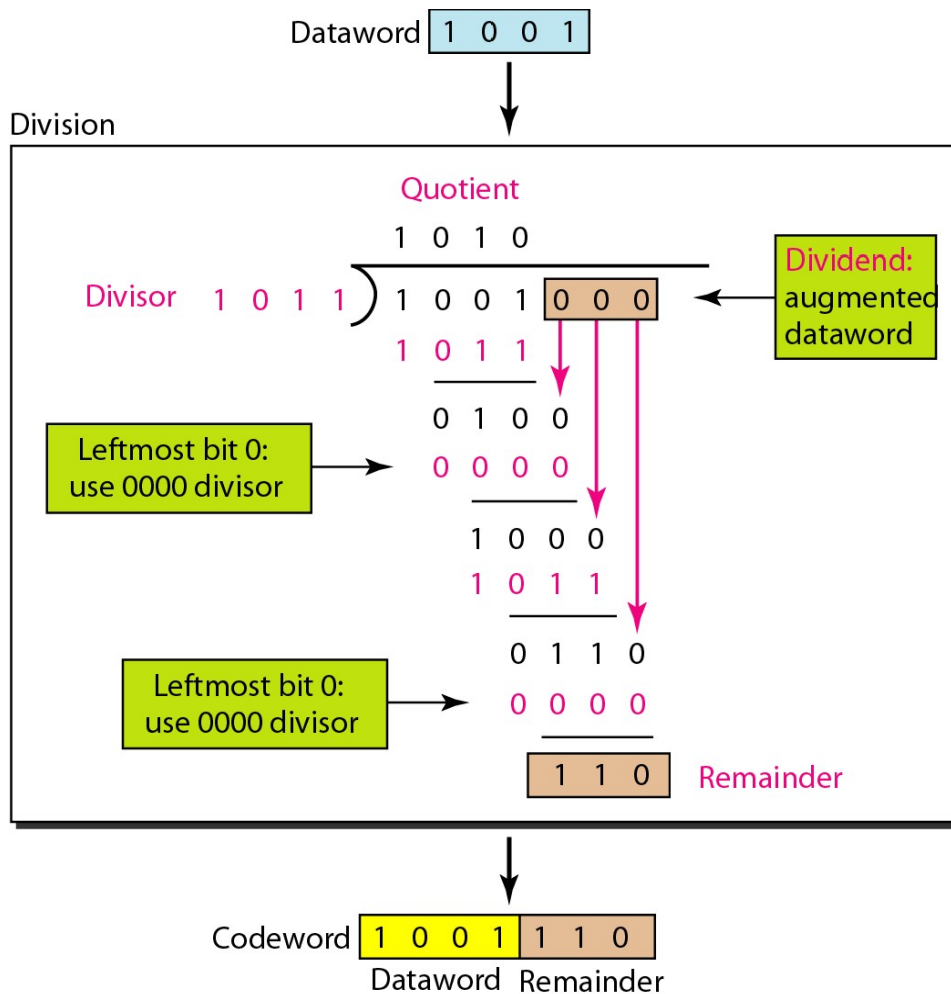 Dataword 1 0 0 1
Division
Quotient
1 0 1 0
Divisor 1 0 1 1 1 0 0 1 0 0 0
Dividend:
augmented
dataword
1 0 1 1
0 1 0 0
Leftmost bit 0:
use 0000 divisor
0 0 0 0
1 0 0 0
1 0 1 1
0 1 1 0
Leftmost bit 0:
use 0000 divisor
0 0 0 0
1 1 0 Remainder
Codeword 1 0 0 1 1 1 0
Dataword Remainder